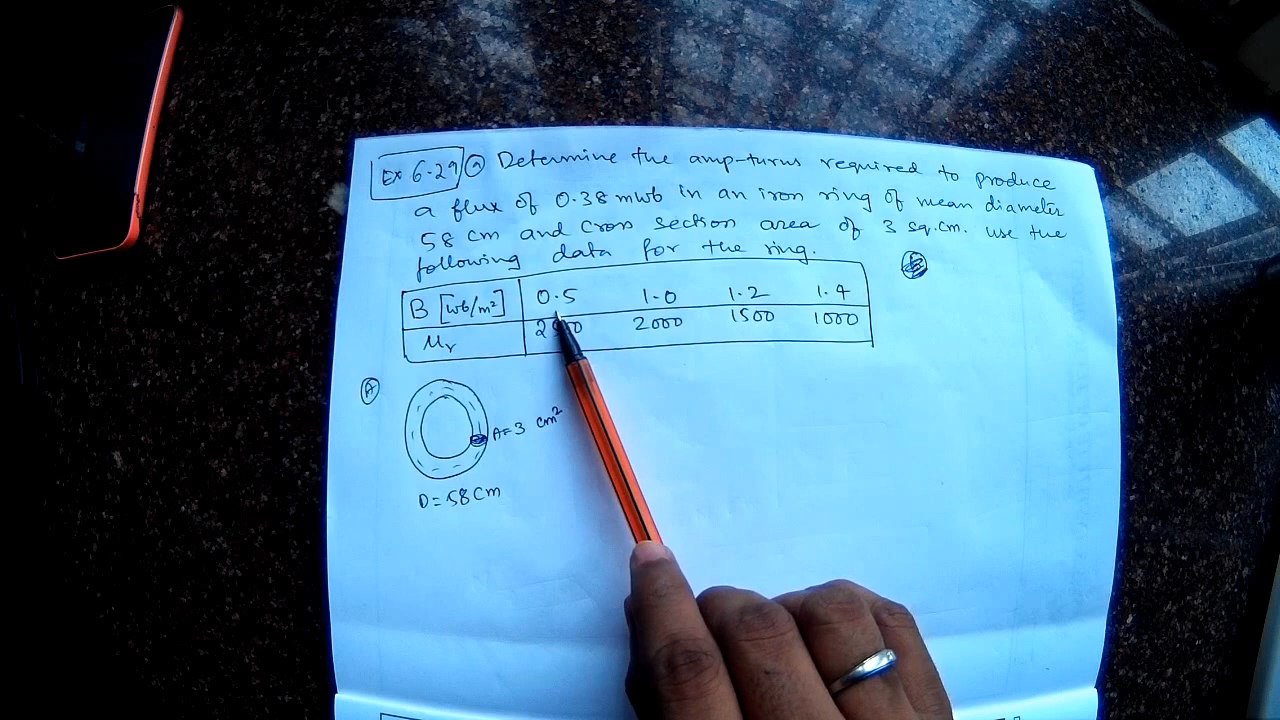 Ex 6.29 Q Determine the amp-turns required to produce
a flux of 0.38 mwb in an iron ring of mean diameter
58 cm and cross section area of 3 sq.cm. use the
following data for the ring.
B [wb/m²] 0.5 1.0 1.2 1.4
μr 2500 2000 1500 1000
A
A=3 cm²
D=58 cm